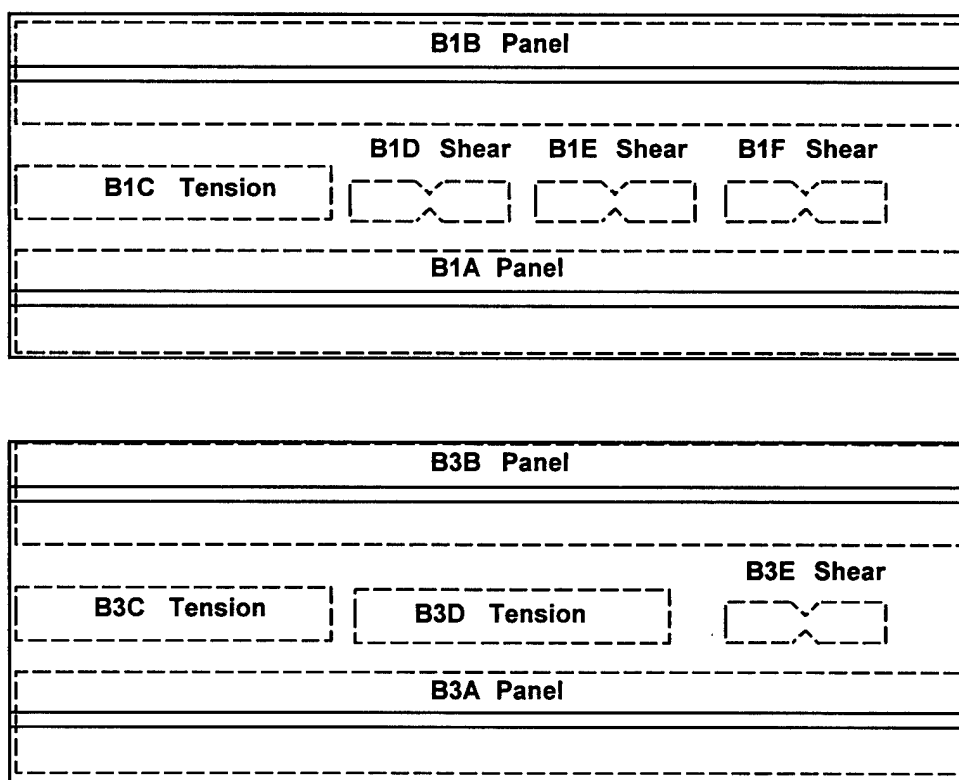 B1B Panel
B1D Shear B1E Shear B1F Shear
B1C Tension
B1A Panel
B3B Panel
B3E Shear
B3C Tension B3D Tension
B3A Panel